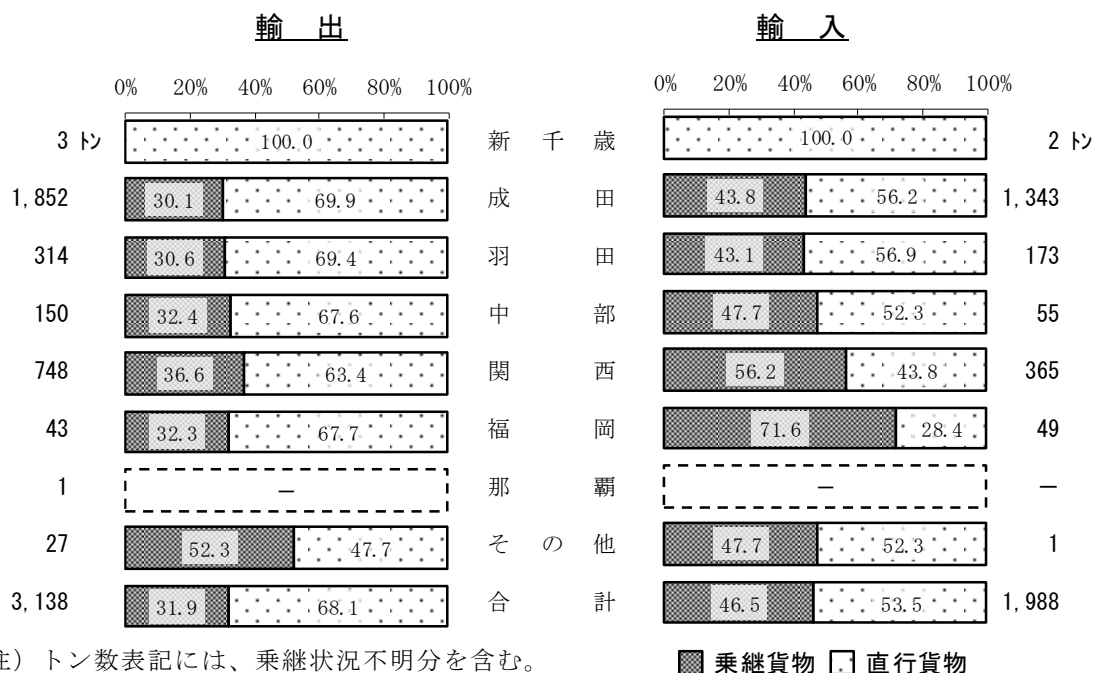 輸 出 輸 入
0% 20% 40% 60% 80% 100% 0% 20% 40% 60% 80% 100%
3 トン 100.0 新千歳 100.0 2 トン
1,852 30.1 69.9 成田 43.8 56.2 1,343
314 30.6 69.4 羽田 43.1 56.9 173
150 32.4 67.6 中部 47.7 52.3 55
748 36.6 63.4 関西 56.2 43.8 365
43 32.3 67.7 福岡 71.6 28.4 49
1 － 那覇 － －
27 52.3 47.7 その他 47.7 52.3 1
3,138 31.9 68.1 合計 46.5 53.5 1,988
注）トン数表記には、乗継状況不明分を含む。 乗継貨物 直行貨物